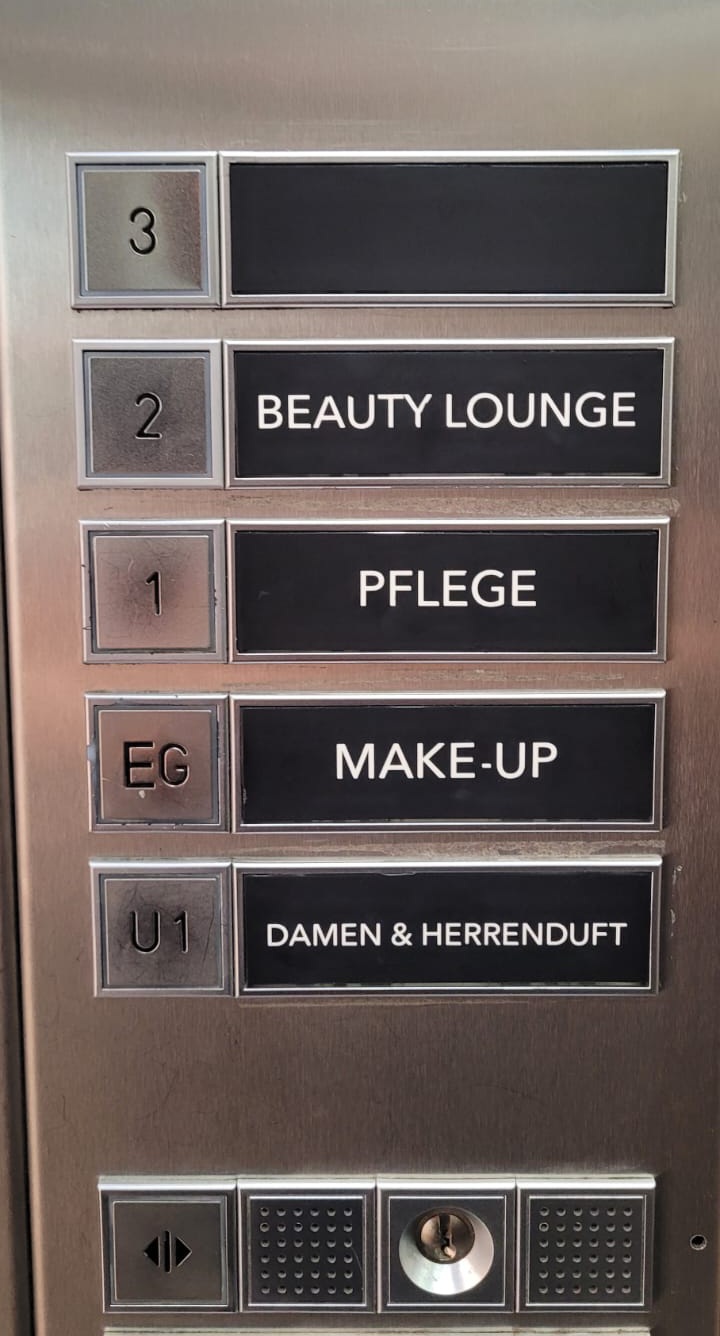 3
2 BEAUTY LOUNGE
1 PFLEGE
EG MAKE-UP
U1 DAMEN & HERRENDUFT